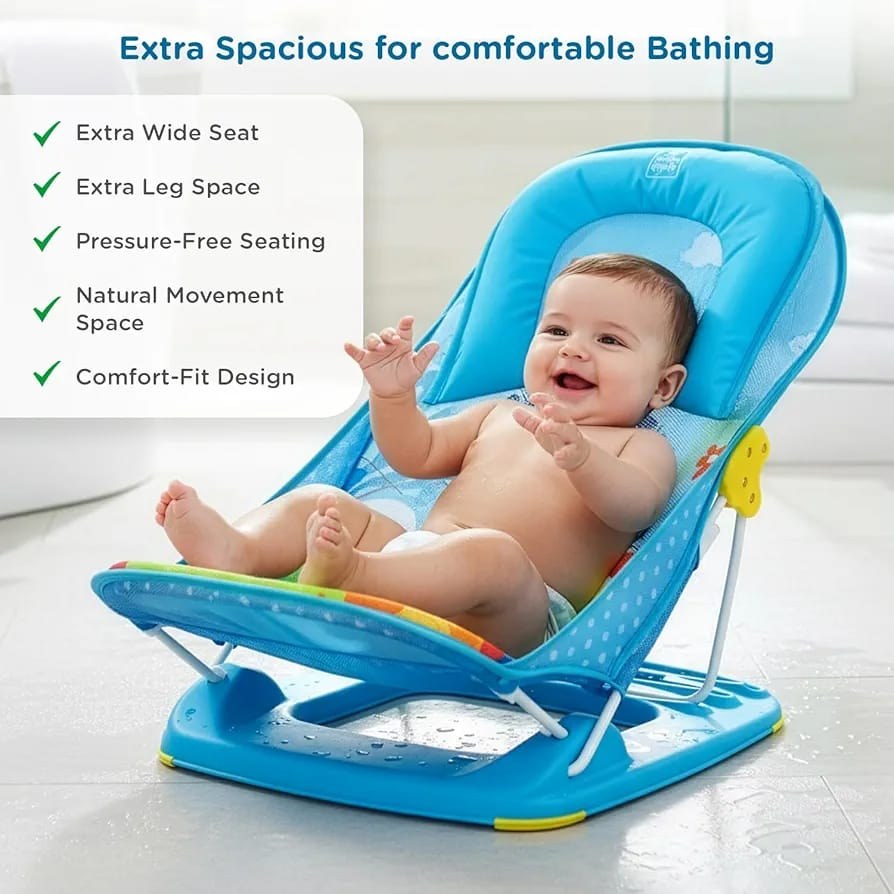 Extra Spacious for comfortable Bathing
Extra Wide Seat
Extra Leg Space
Pressure-Free Seating
Natural Movement
Space
Comfort-Fit Design